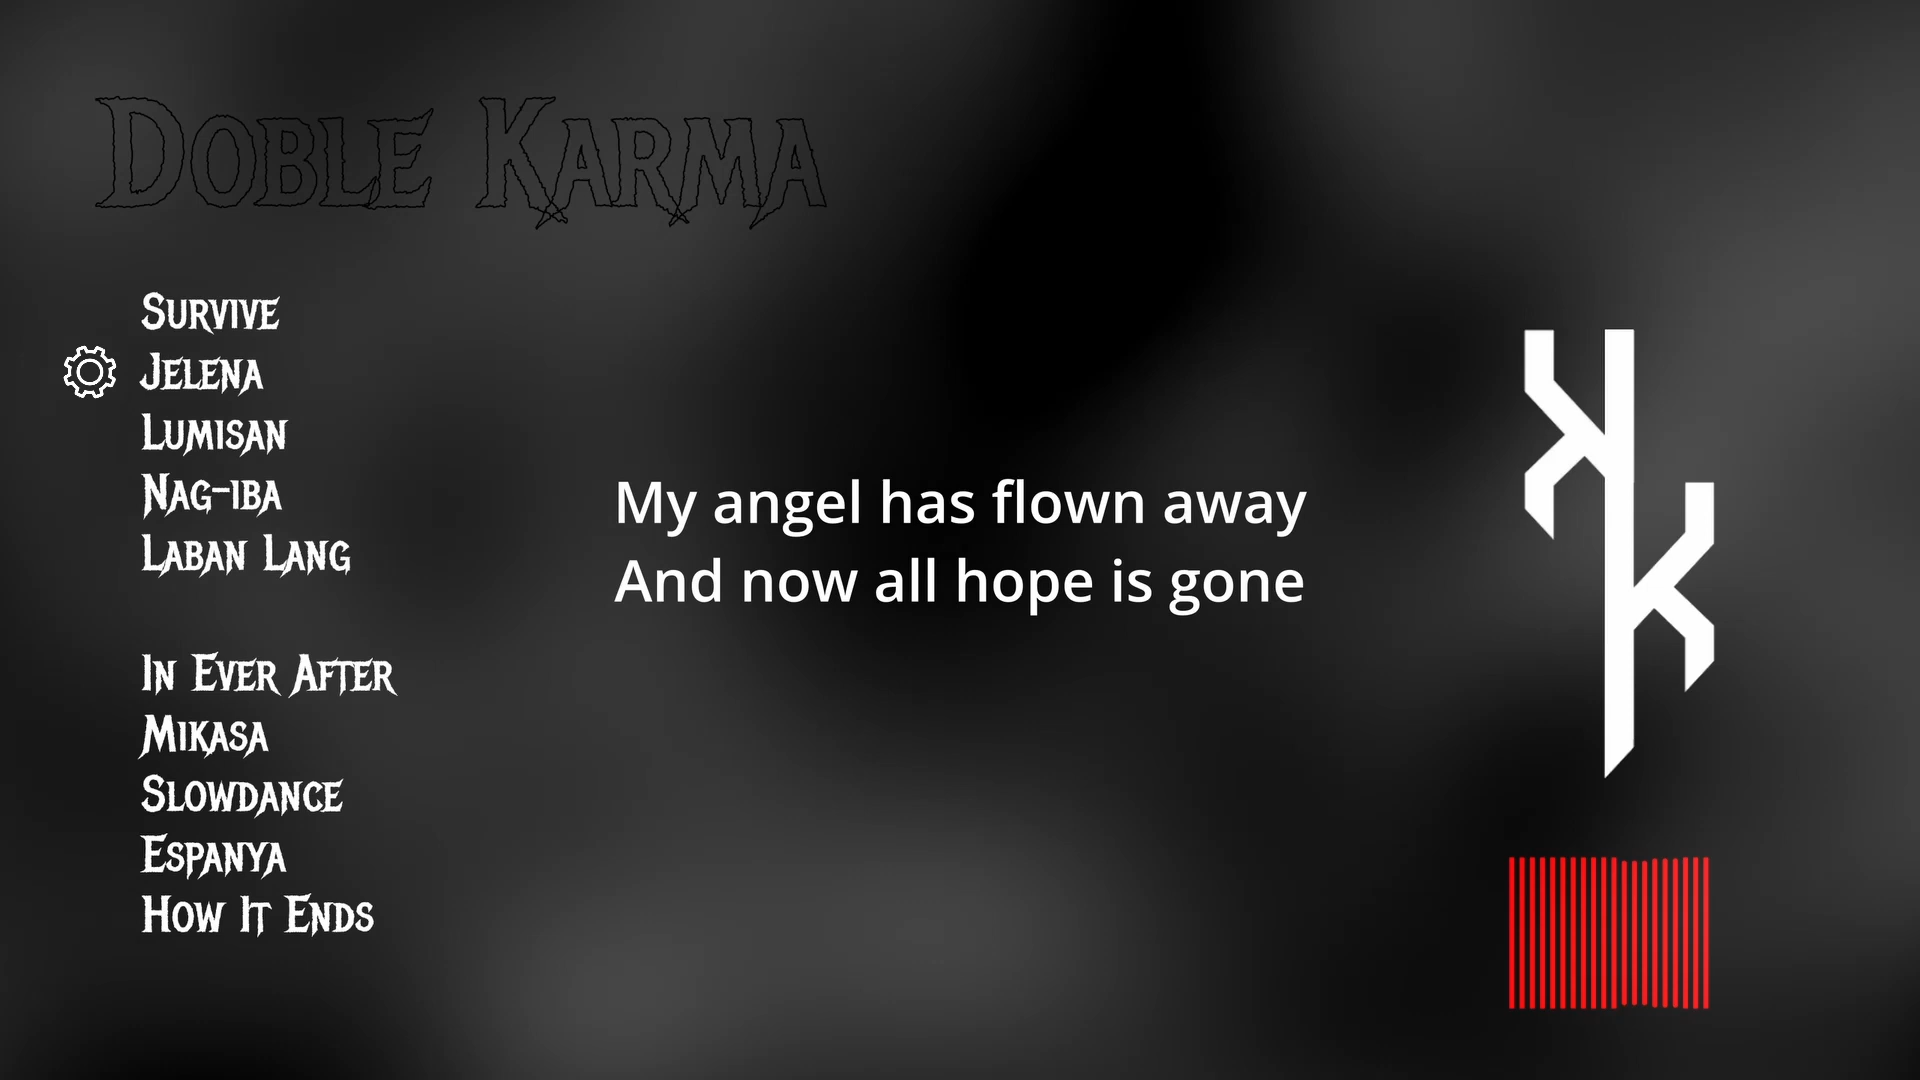 Doble Karma
Survive
Jelena
Lumisan
Nag-iba
Laban Lang
In Ever After
Mikasa
Slowdance
Espanya
How It Ends
My angel has flown away
And now all hope is gone